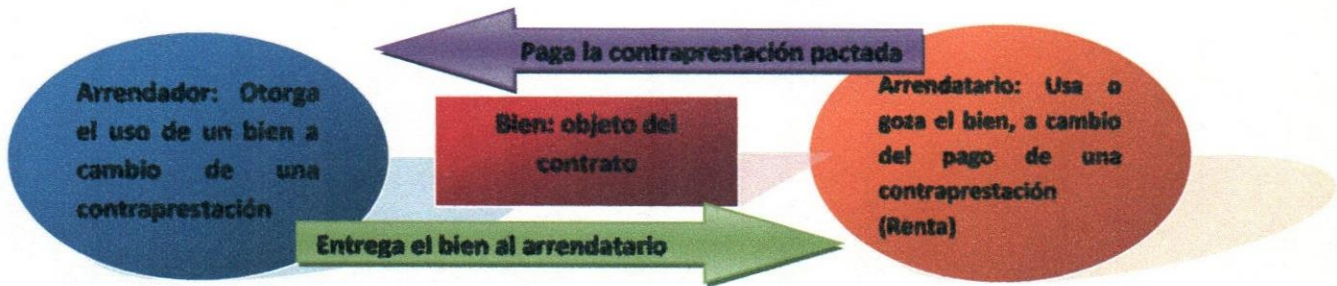 Paga la contraprestación pactada
Arrendador: Otorga
el uso de un bien a
cambio de una
contraprestación
Bien: objeto del
contrato
Arrendatario: Usa o
goza el bien, a cambio
del pago de una
contraprestación
(Renta)
Entrega el bien al arrendatario